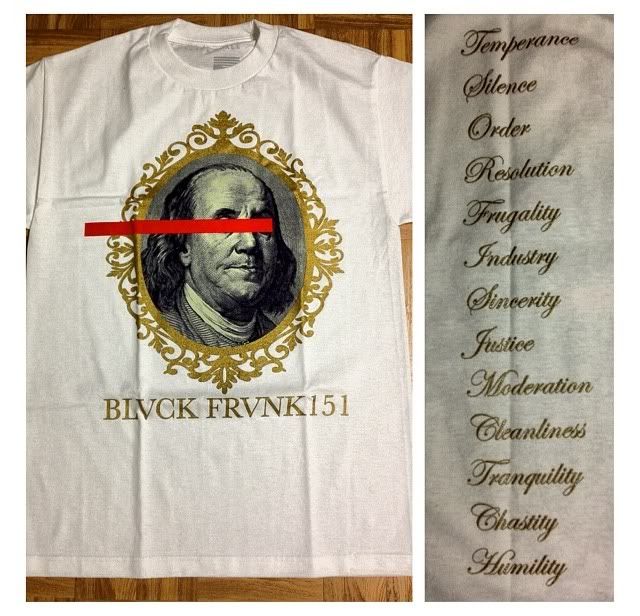 BLVCK FRVNK151
Temperance
Silence
Order
Resolution
Frugality
Industry
Sincerity
Justice
Moderation
Cleanliness
Tranquility
Chastity
Humility